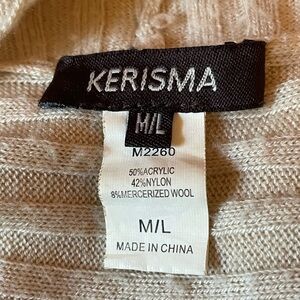 KERISMA
M/L
M2260
50%ACRYLIC
42%NYLON
8%MERCERIZED WOOL
M/L
MADE IN CHINA